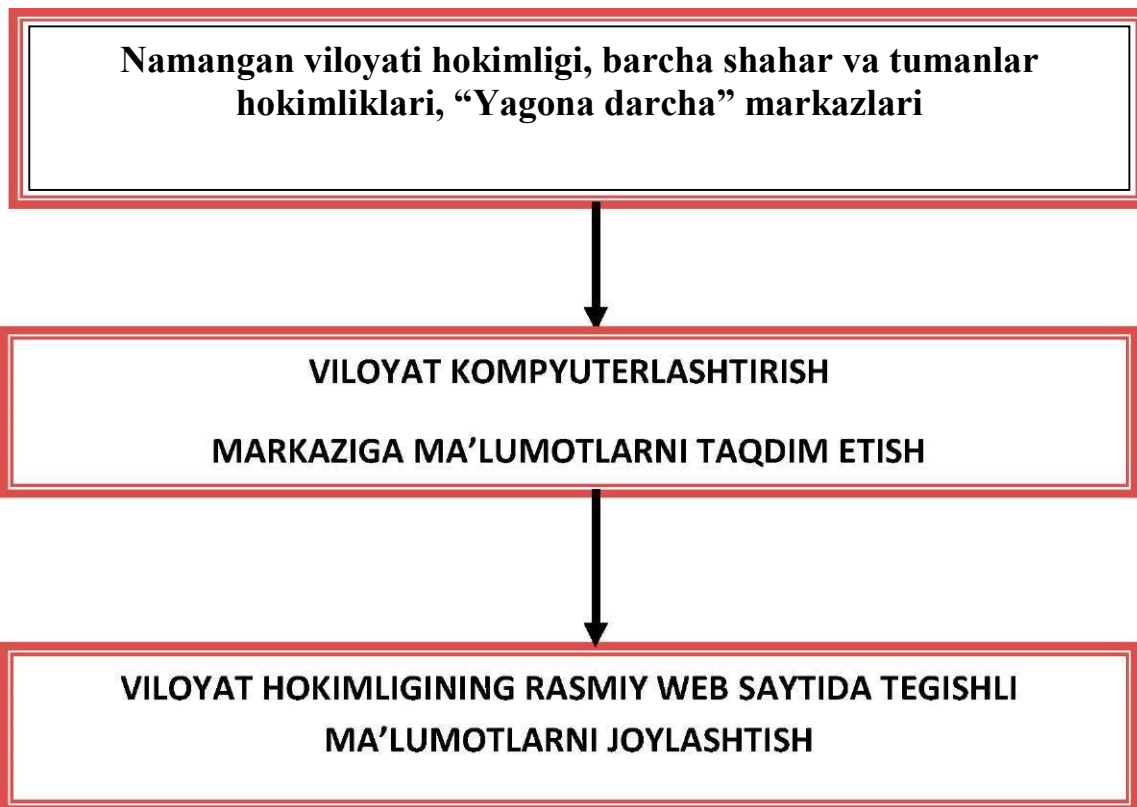 Namangan viloyati hokimligi, barcha shahar va tumanlar
hokimliklari, “Yagona darcha” markazlari
VILOYAT KOMPYUTERLASHTIRISH
MARKAZIGA MA’LUMOTLARNI TAQDIM ETISH
VILOYAT HOKIMLIGINING RASMIY WEB SAYTIDA TEGISHLI
MA’LUMOTLARNI JOYLASHTISH